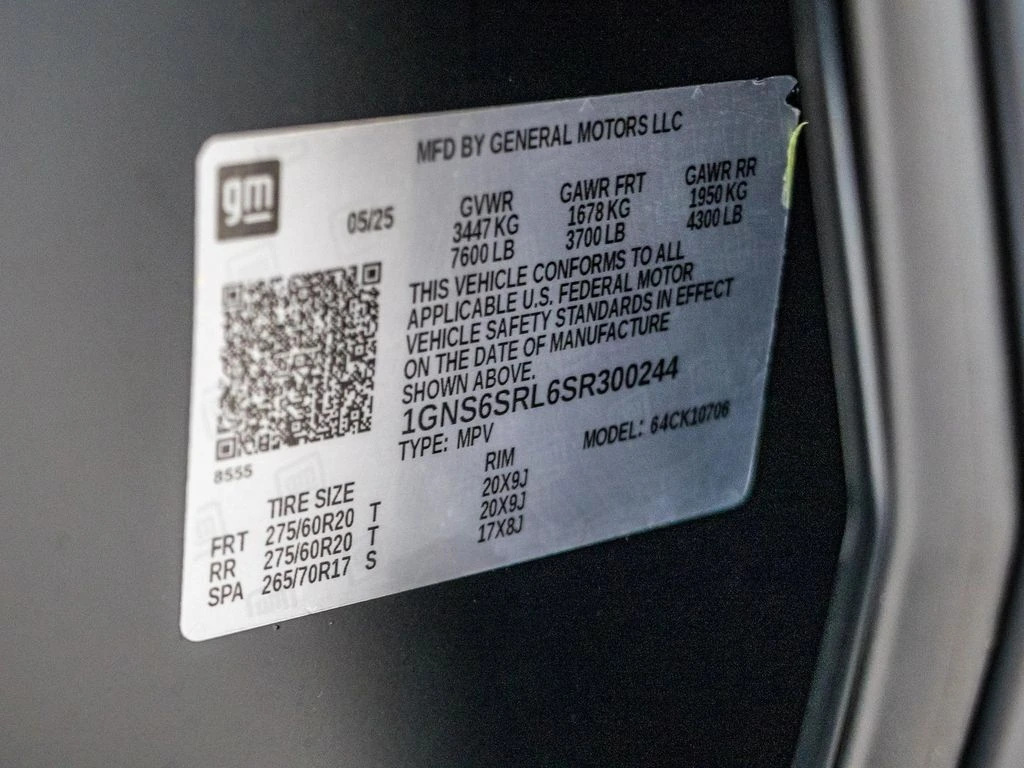 gm
MFD BY GENERAL MOTORS LLC
05/25
GVWR GAWR FRT GAWR RR
3447 KG 1678 KG 1950 KG
7600 LB 3700 LB 4300 LB
THIS VEHICLE CONFORMS TO ALL
APPLICABLE U.S. FEDERAL MOTOR
VEHICLE SAFETY STANDARDS IN EFFECT
ON THE DATE OF MANUFACTURE
SHOWN ABOVE.
1GNS6SRL6SR300244
TYPE: MPV MODEL: 64CK10706
8555
TIRE SIZE RIM
FRT 275/60R20 T 20X9J
RR 275/60R20 T 20X9J
SPA 265/70R17 S 17X8J